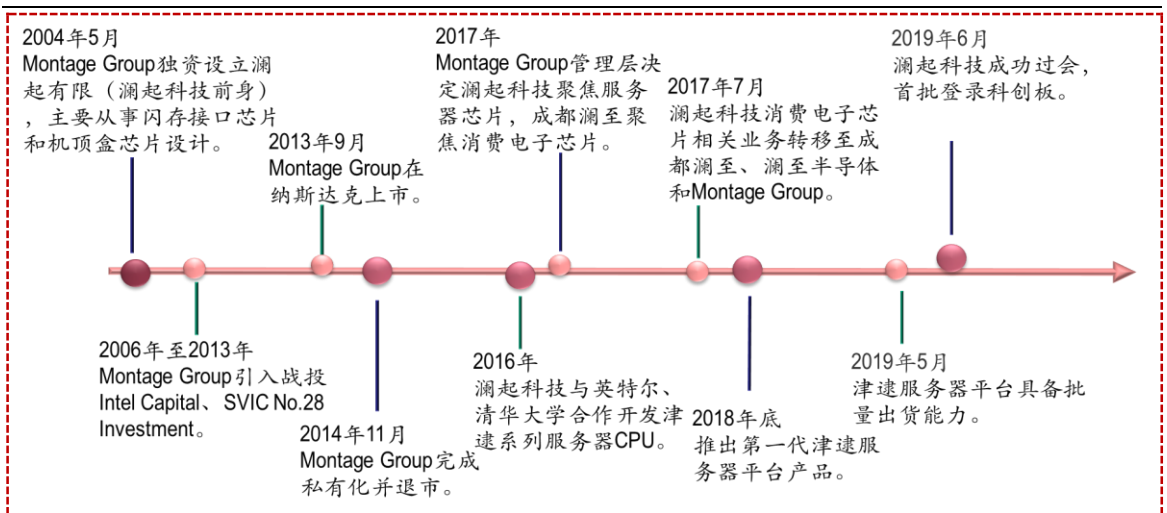 2004年5月
Montage Group独资设立澜
起有限（澜起科技前身）
，主要从事闪存接口芯片
和机顶盒芯片设计。
2006年至2013年
Montage Group引入战投
Intel Capital、SVIC No.28
Investment。
2013年9月
Montage Group在
纳斯达克上市。
2014年11月
Montage Group完成
私有化并退市。
2016年
澜起科技与英特尔、
清华大学合作开发津
逮系列服务器CPU。
2017年
Montage Group管理层决
定澜起科技聚焦服务
器芯片，成都澜至聚
焦消费电子芯片。
2017年7月
澜起科技消费电子芯
片相关业务转移至成
都澜至、澜至半导体
和Montage Group。
2018年底
推出第一代津逮服
务器平台产品。
2019年5月
津逮服务器平台具备批
量出货能力。
2019年6月
澜起科技成功过会，
首批登录科创板。